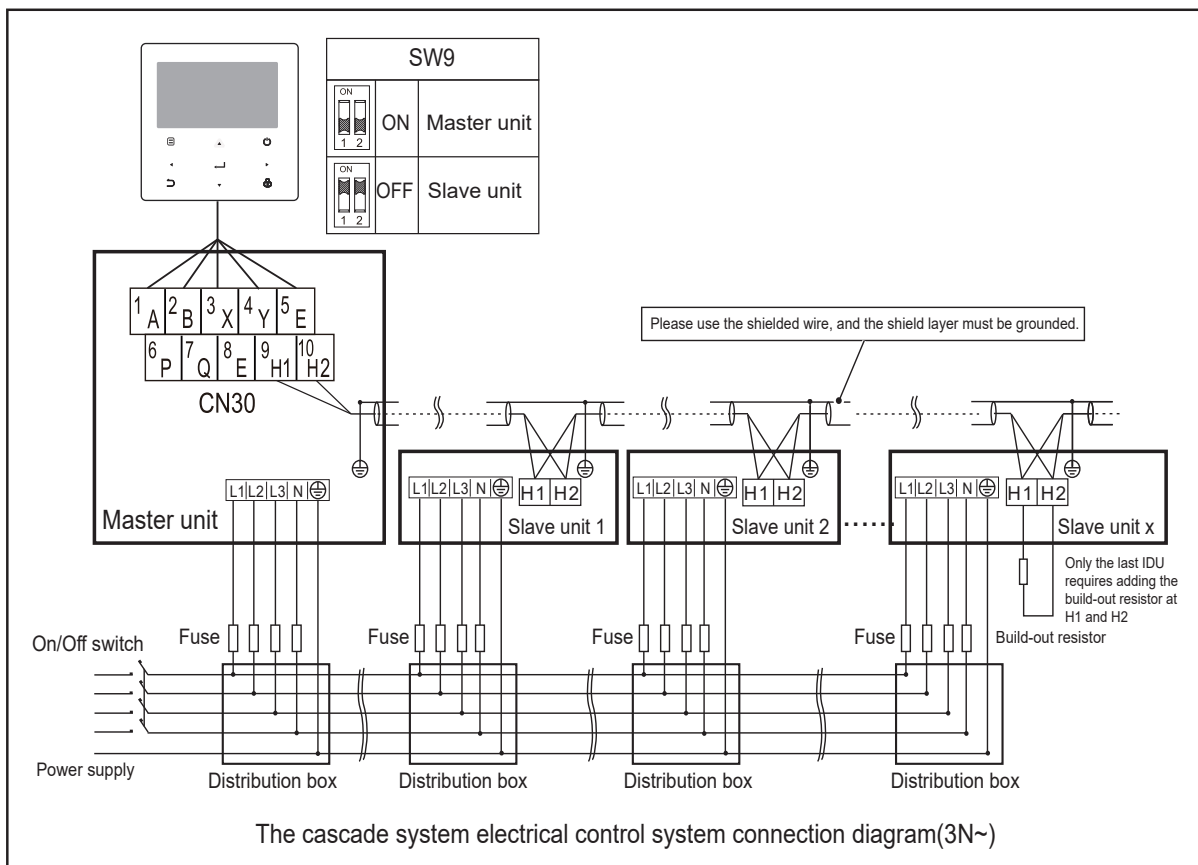 SW9
ON
1 2
ON
Master unit
ON
1 2
OFF
Slave unit
1 A 2 B 3 X 4 Y 5 E
6 P 7 Q 8 E 9 H1 10 H2
CN30
Please use the shielded wire, and the shield layer must be grounded.
L1 L2 L3 N
Master unit
L1 L2 L3 N
H1 H2
Slave unit 1
L1 L2 L3 N
H1 H2
Slave unit 2
L1 L2 L3 N
H1 H2
Slave unit x
Only the last IDU
requires adding the
build-out resistor at
H1 and H2
Build-out resistor
On/Off switch
Fuse
Fuse
Fuse
Fuse
Power supply
Distribution box
Distribution box
Distribution box
Distribution box
The cascade system electrical control system connection diagram(3N~)